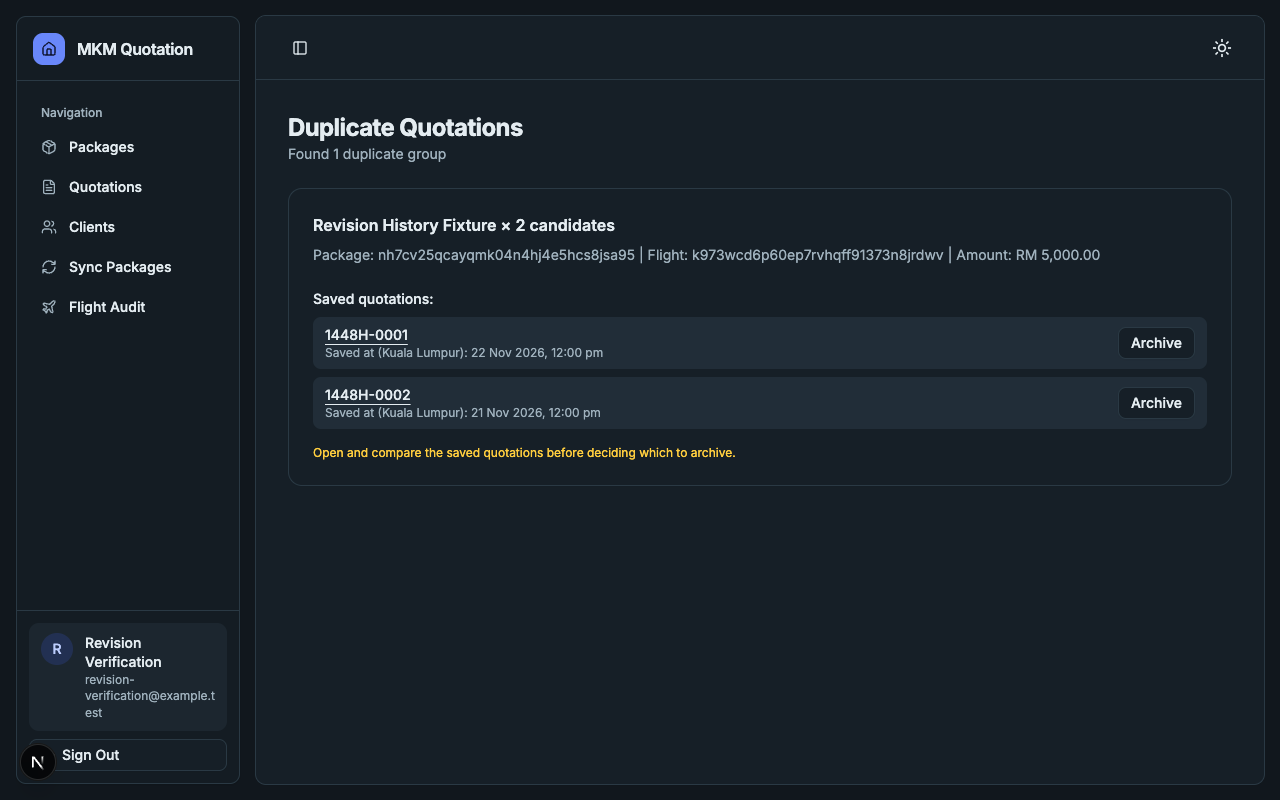 MKM Quotation
Navigation
Packages
Quotations
Clients
Sync Packages
Flight Audit
R
Revision
Verification
revision-
verification@example.t
est
N
Sign Out
Duplicate Quotations
Found 1 duplicate group
Revision History Fixture × 2 candidates
Package: nh7cv25qcayqmk04n4hj4e5hcs8jsa95 | Flight: k973wcd6p60ep7rvhqff91373n8jrdwv | Amount: RM 5,000.00
Saved quotations:
1448H-0001
Saved at (Kuala Lumpur): 22 Nov 2026, 12:00 pm
Archive
1448H-0002
Saved at (Kuala Lumpur): 21 Nov 2026, 12:00 pm
Archive
Open and compare the saved quotations before deciding which to archive.